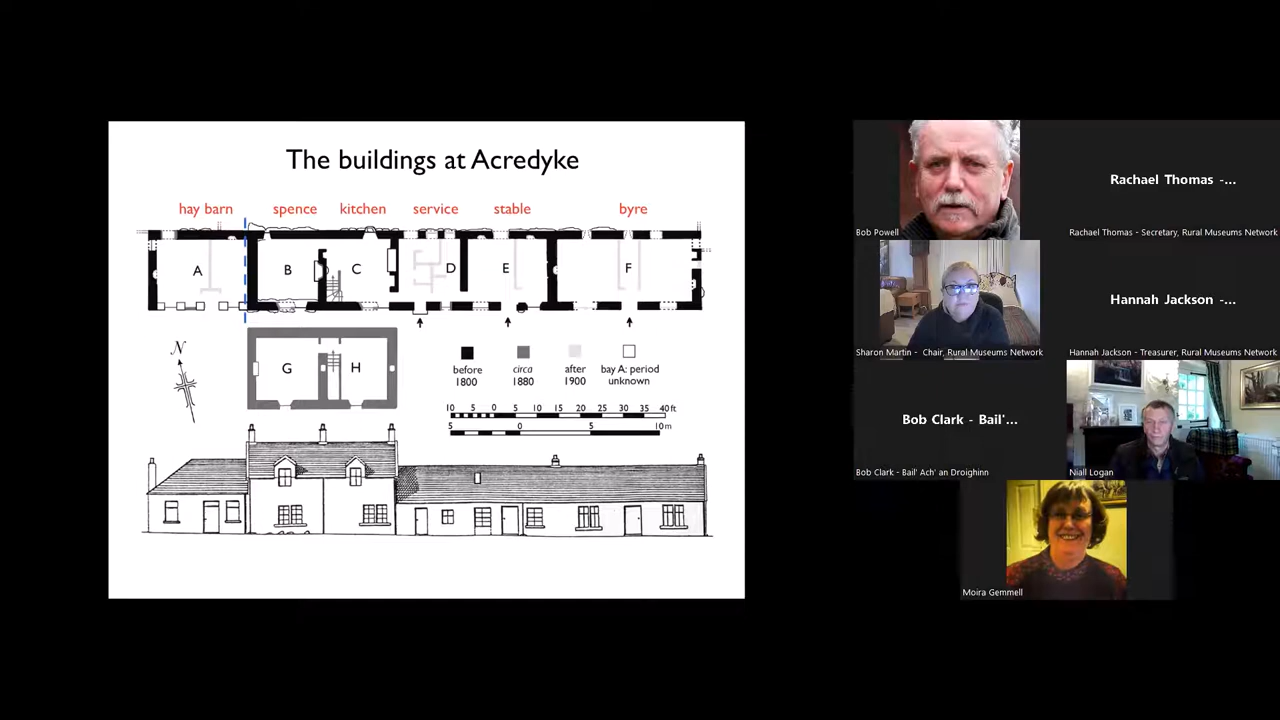 The buildings at Acredyke
hay barn spence kitchen service stable byre
A B C D E F
N
G H
before 1800
circa 1880
after 1900
bay A: period unknown
10 5 0 5 10 15 20 25 30 35 40 ft
5 0 5 10 m
Bob Powell
Rachael Thomas -...
Rachael Thomas - Secretary, Rural Museums Network
Sharon Martin - Chair, Rural Museums Network
Hannah Jackson -...
Hannah Jackson - Treasurer, Rural Museums Network
Bob Clark - Bail'...
Bob Clark - Bail' Ach' an Droighinn
Niall Logan
Moira Gemmell